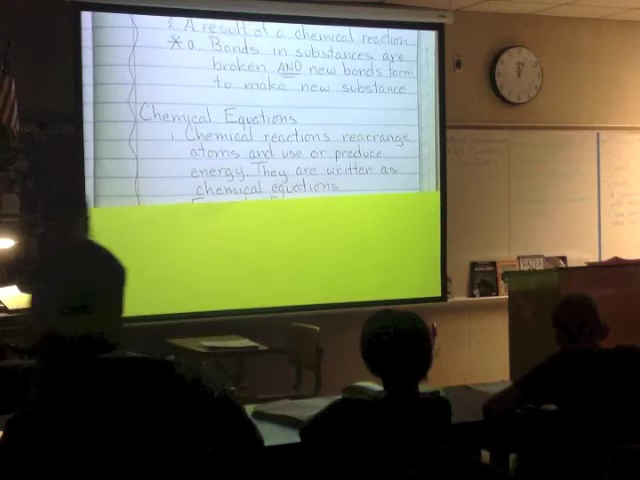 2. A result of a chemical reaction
* a. Bonds in substances are
broken AND new bonds form
to make new substance
Chemical Equations
1. Chemical reactions rearrange
atoms and use or produce
energy. They are written as
chemical equations